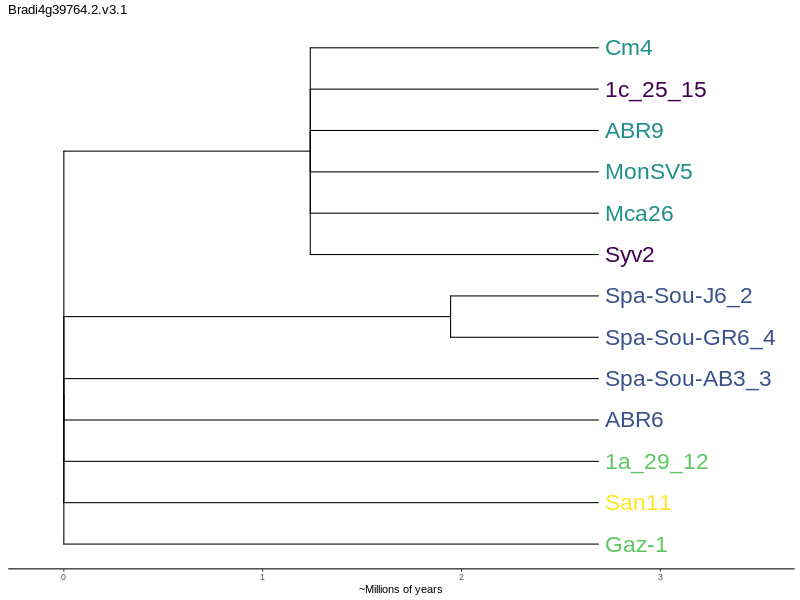 Bradi4g39764.2.v3.1
Cm4
1c_25_15
ABR9
MonSV5
Mca26
Syv2
Spa-Sou-J6_2
Spa-Sou-GR6_4
Spa-Sou-AB3_3
ABR6
1a_29_12
San11
Gaz-1
0 1 2 3
~Millions of years